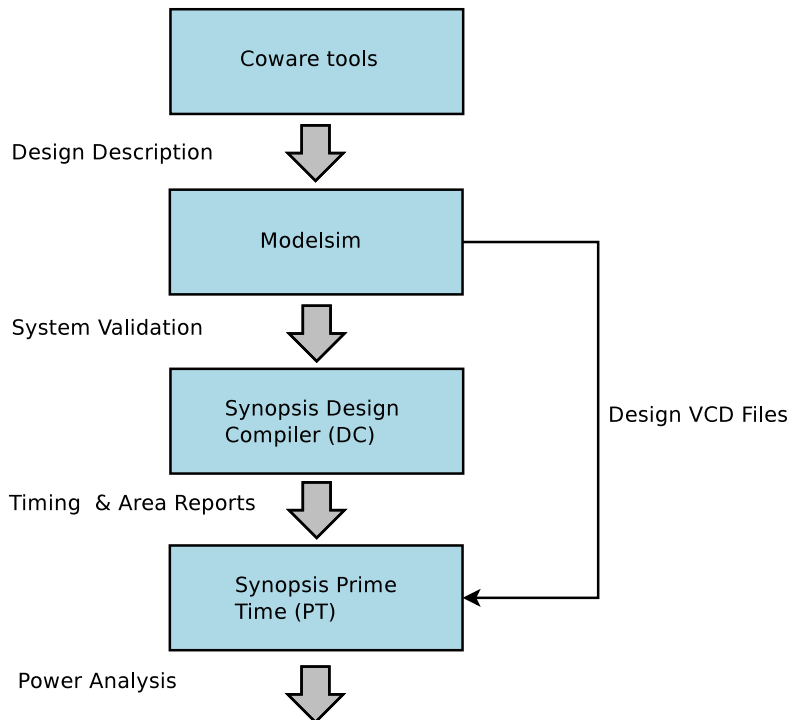 Coware tools
Design Description
Modelsim
System Validation
Synopsis Design
Compiler (DC)
Design VCD Files
Timing  & Area Reports
Synopsis Prime
Time (PT)
Power Analysis